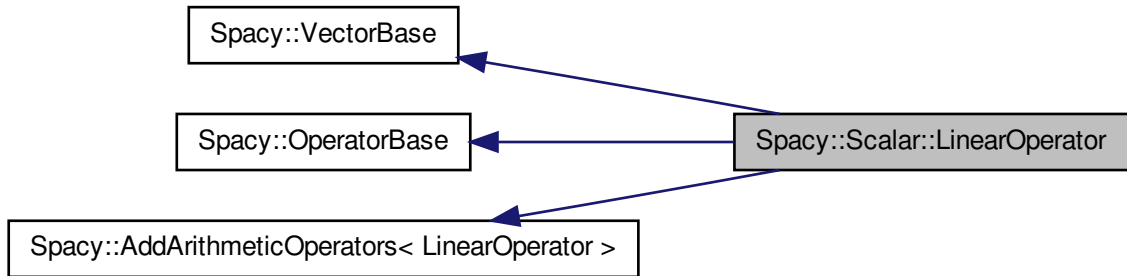 Spacy::VectorBase
Spacy::OperatorBase
Spacy::Scalar::LinearOperator
Spacy::AddArithmeticOperators< LinearOperator >